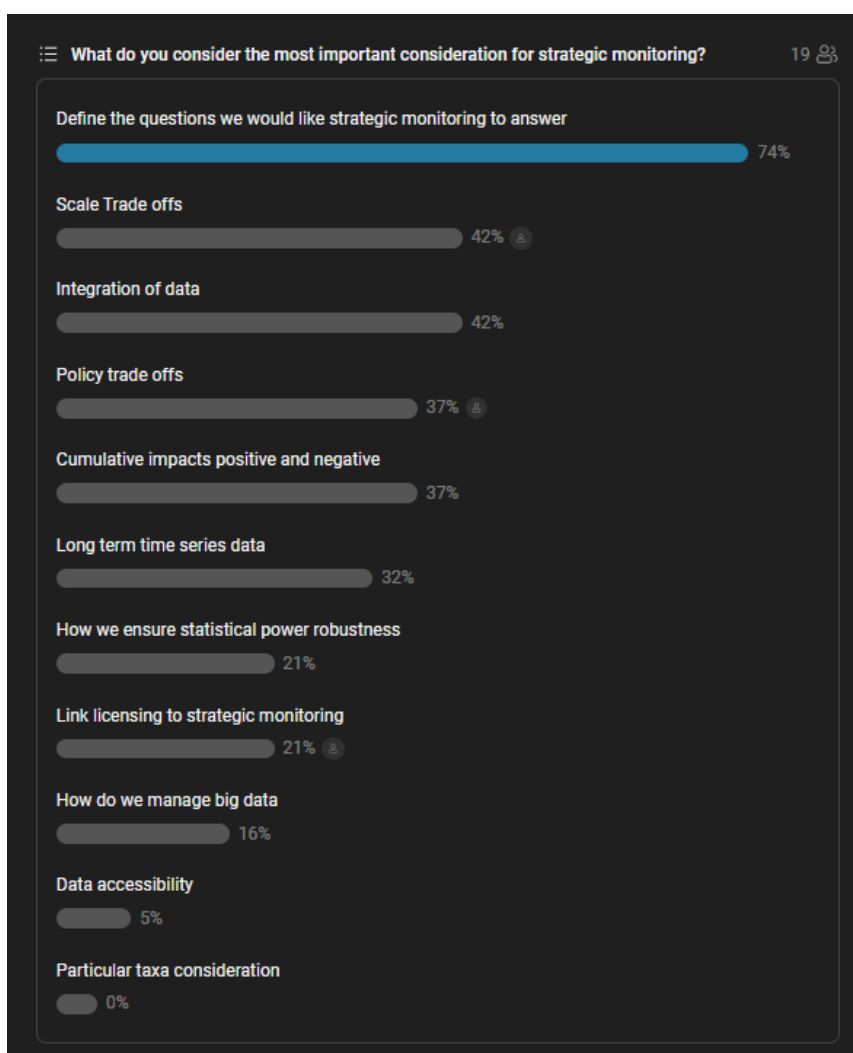 What do you consider the most important consideration for strategic monitoring? 19
Define the questions we would like strategic monitoring to answer
74%
Scale Trade offs
42%
Integration of data
42%
Policy trade offs
37%
Cumulative impacts positive and negative
37%
Long term time series data
32%
How we ensure statistical power robustness
21%
Link licensing to strategic monitoring
21%
How do we manage big data
16%
Data accessibility
5%
Particular taxa consideration
0%